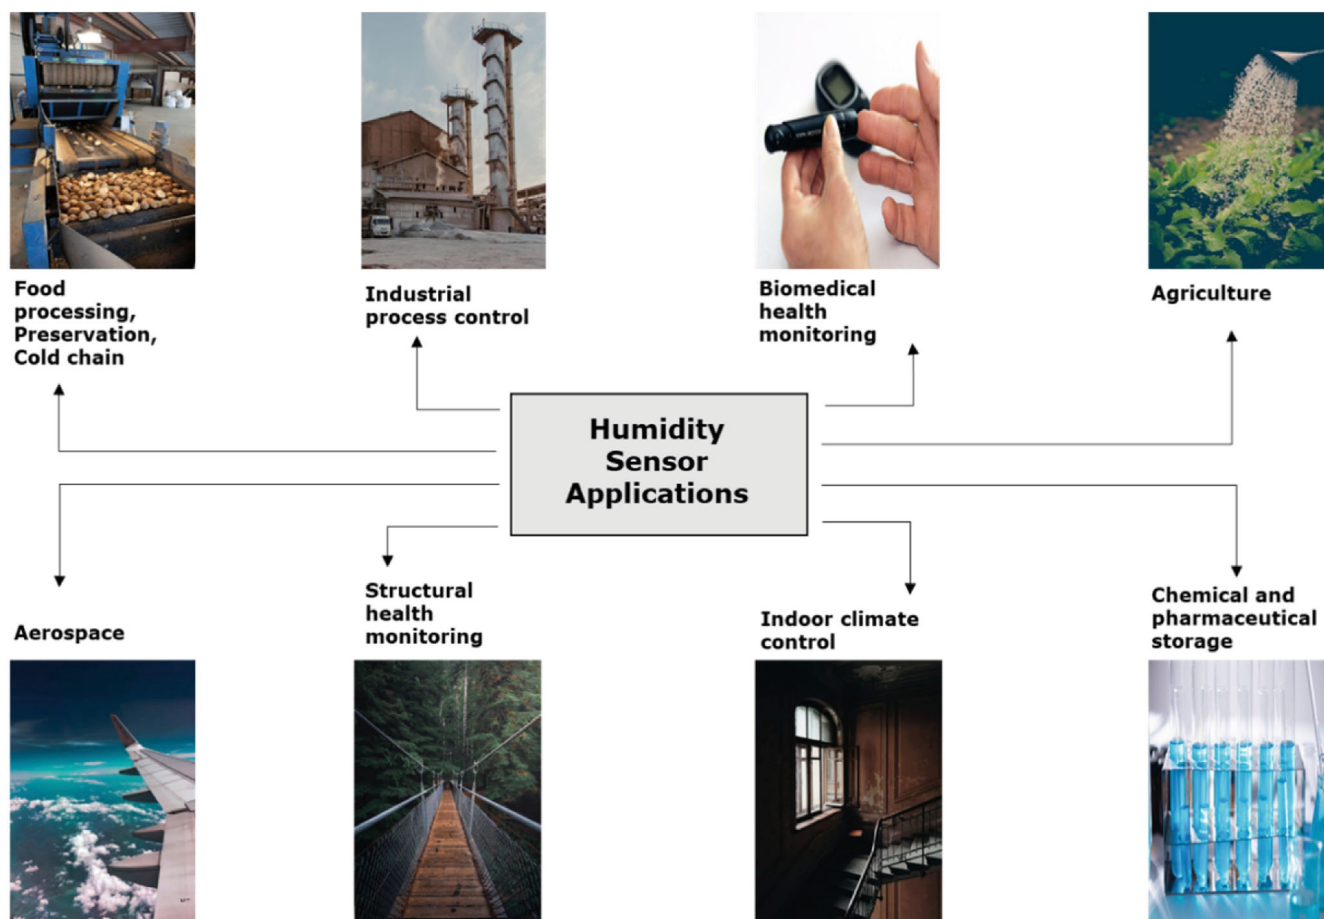 Food
processing,
Preservation,
Cold chain
Industrial
process control
Biomedical
health
monitoring
Agriculture
Humidity
Sensor
Applications
Aerospace
Structural
health
monitoring
Indoor climate
control
Chemical and
pharmaceutical
storage